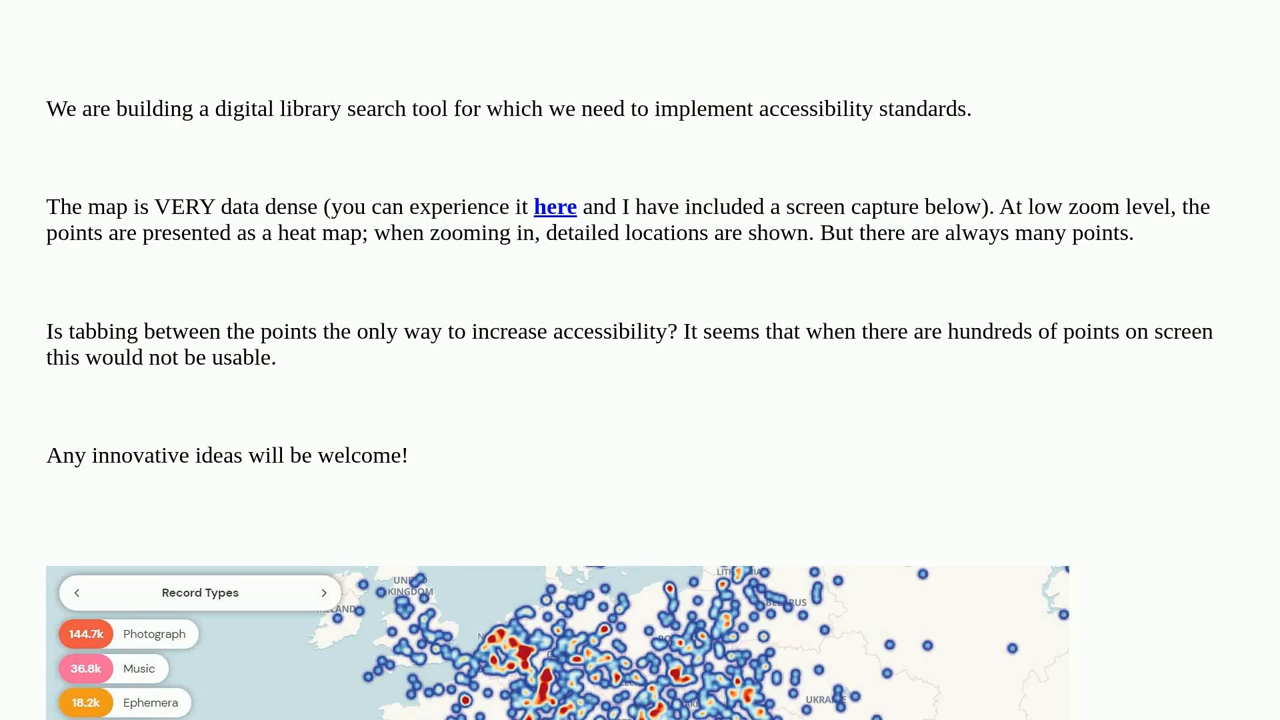 We are building a digital library search tool for which we need to implement accessibility standards.
The map is VERY data dense (you can experience it here and I have included a screen capture below). At low zoom level, the
points are presented as a heat map; when zooming in, detailed locations are shown. But there are always many points.
Is tabbing between the points the only way to increase accessibility? It seems that when there are hundreds of points on screen
this would not be usable.
Any innovative ideas will be welcome!
Record Types
KINGDOM
144.7k Photograph
36.8k Music
18.2k Ephemera